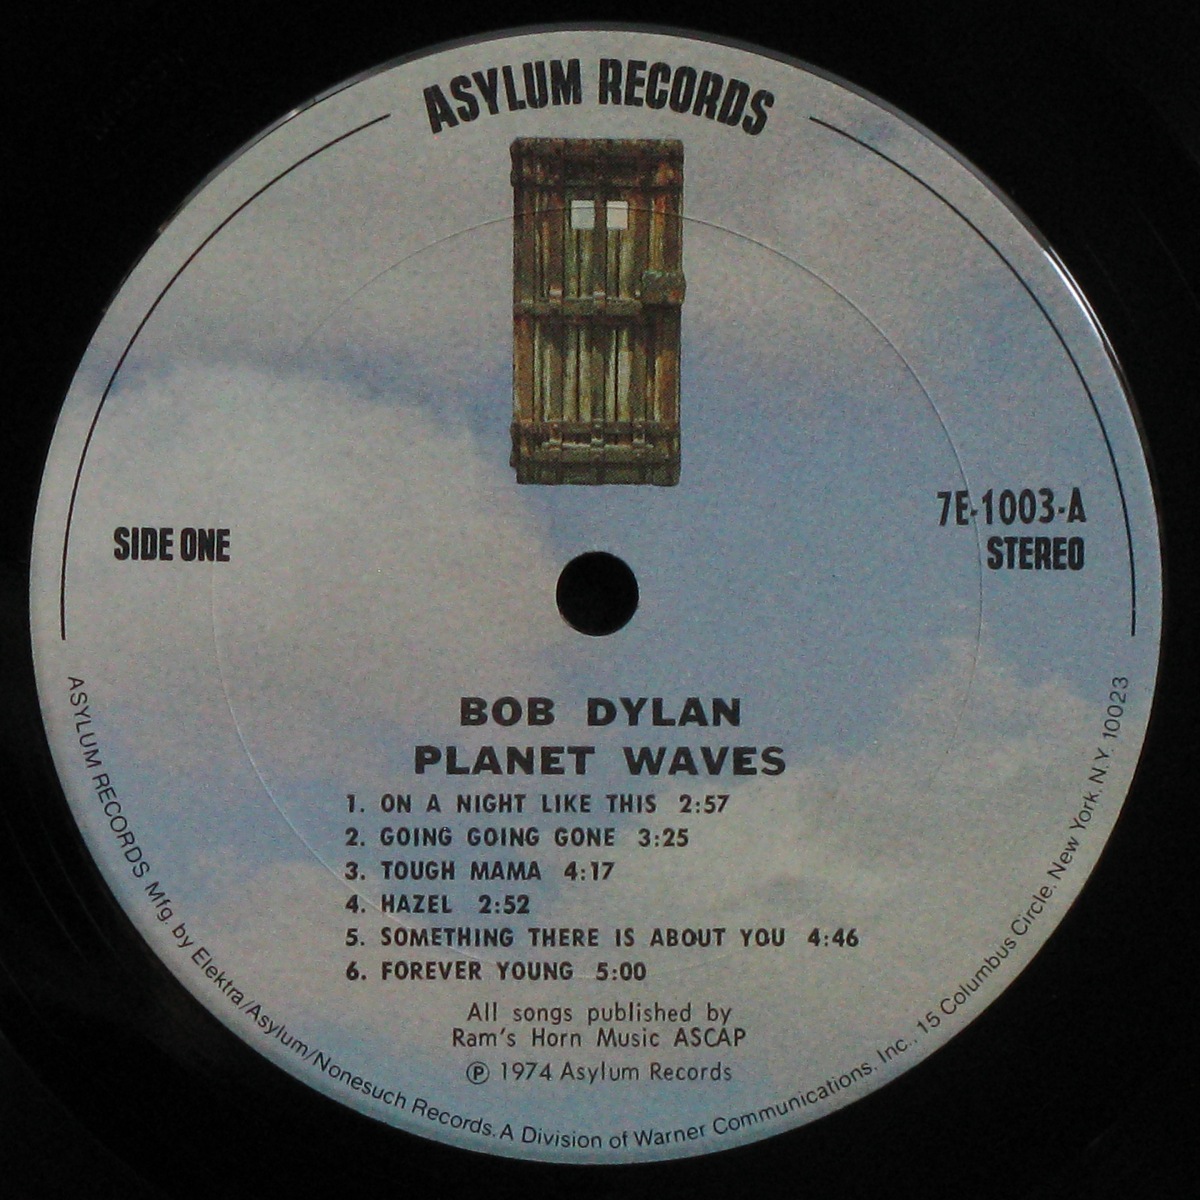 ASYLUM RECORDS
SIDE ONE
7E-1003-A
STEREO
BOB DYLAN
PLANET WAVES
1. ON A NIGHT LIKE THIS 2:57
2. GOING GOING GONE 3:25
3. TOUGH MAMA 4:17
4. HAZEL 2:52
5. SOMETHING THERE IS ABOUT YOU 4:46
6. FOREVER YOUNG 5:00
All songs published by
Ram's Horn Music ASCAP
℗ 1974 Asylum Records
ASYLUM RECORDS Mfg. by Elektra/Asylum/Nonesuch Records. A Division of Warner Communications. Inc., 15 Columbus Circle. New York. N.Y. 10023